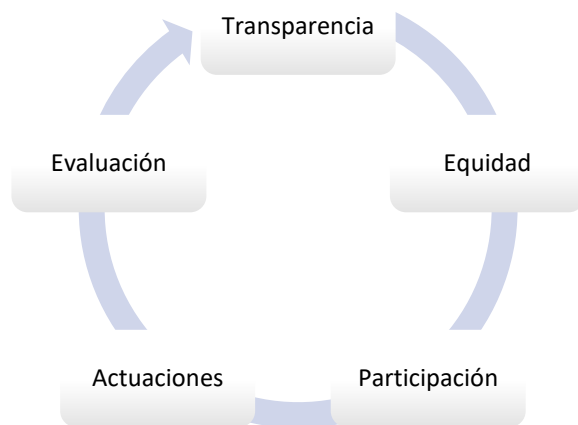 Transparencia
Equidad
Participación
Actuaciones
Evaluación